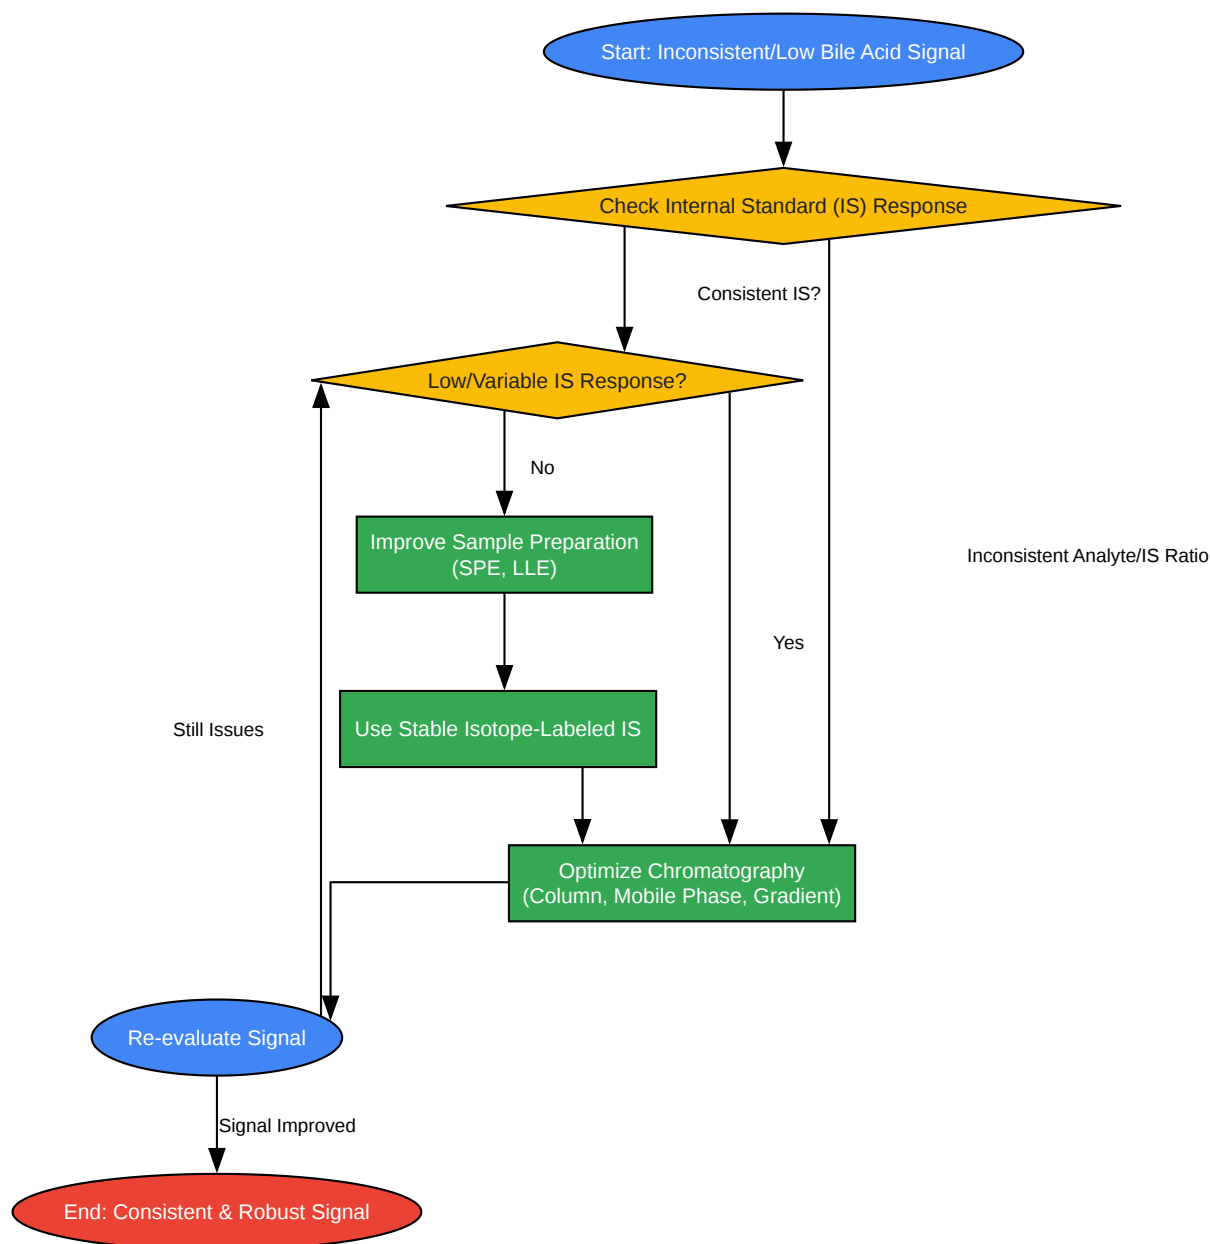 Start: Inconsistent/Low Bile Acid Signal
Check Internal Standard (IS) Response
Consistent IS?
Low/Variable IS Response?
No
Improve Sample Preparation
(SPE, LLE)
Inconsistent Analyte/IS Ratio
Yes
Still Issues
Use Stable Isotope-Labeled IS
Optimize Chromatography
(Column, Mobile Phase, Gradient)
Re-evaluate Signal
Signal Improved
End: Consistent & Robust Signal